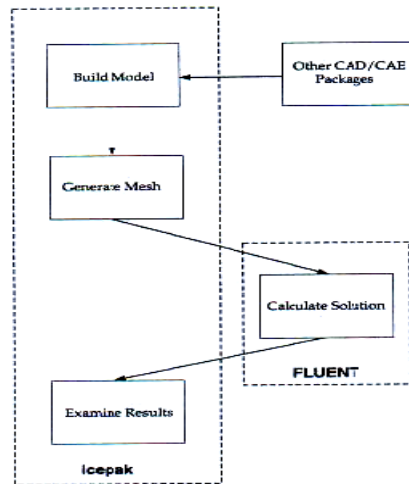 Build Model
Other CAD/CAE
Packages
Generate Mesh
Calculate Solution
FLUENT
Examine Results
Icepak